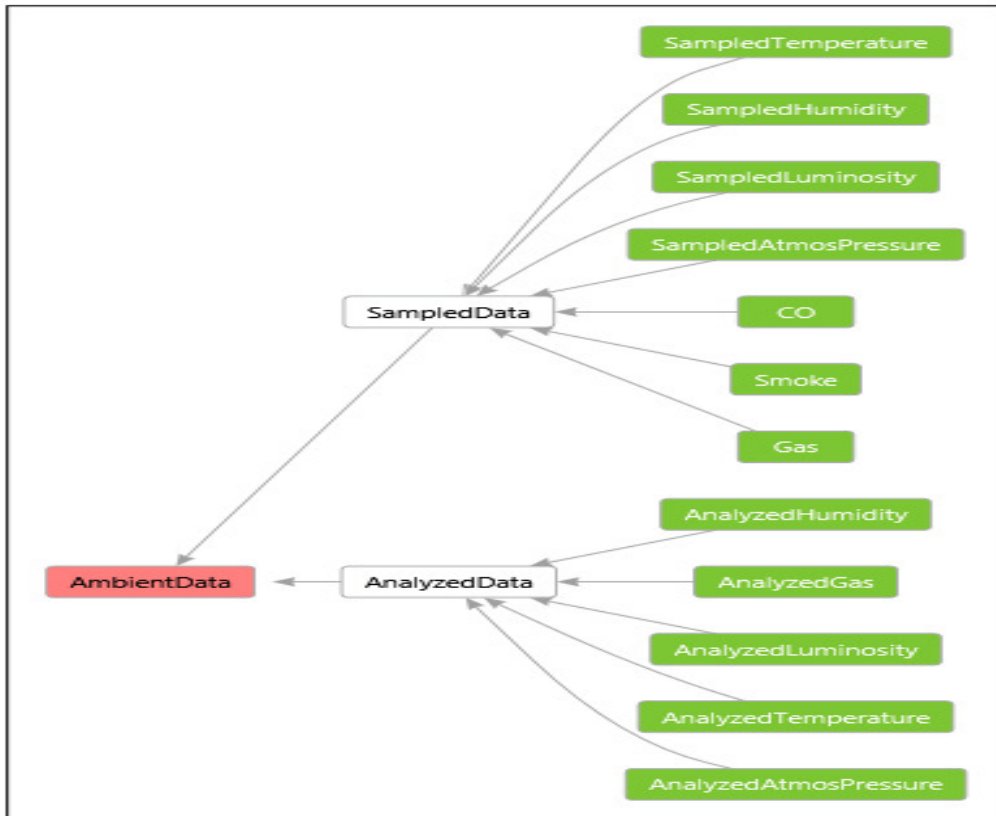 SampledTemperature
SampledHumidity
SampledLuminosity
SampledAtmosPressure
SampledData
CO
Smoke
Gas
AnalyzedHumidity
AmbientData
AnalyzedData
AnalyzedGas
AnalyzedLuminosity
AnalyzedTemperature
AnalyzedAtmosPressure